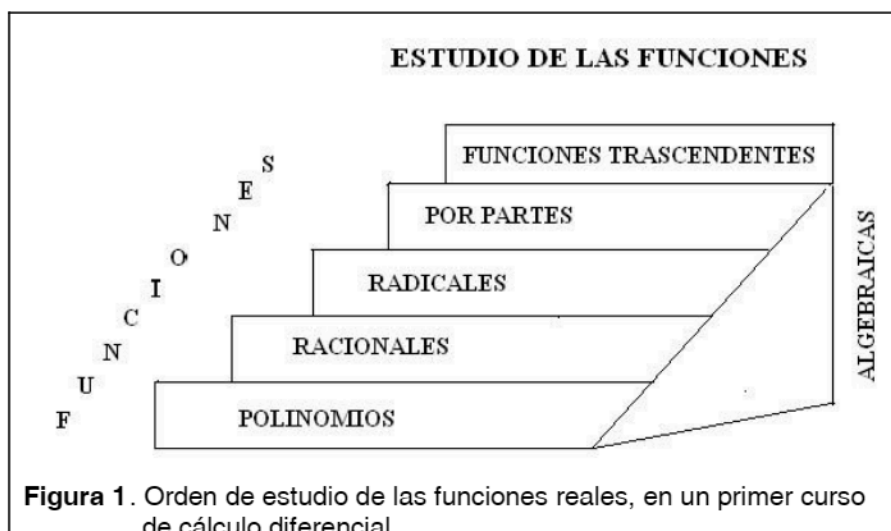 ESTUDIO DE LAS FUNCIONES
FUNCIONES
FUNCIONES TRASCENDENTES
POR PARTES
RADICALES
RACIONALES
POLINOMIOS
ALGEBRAICAS
Figura 1. Orden de estudio de las funciones reales, en un primer curso
de cálculo diferencial